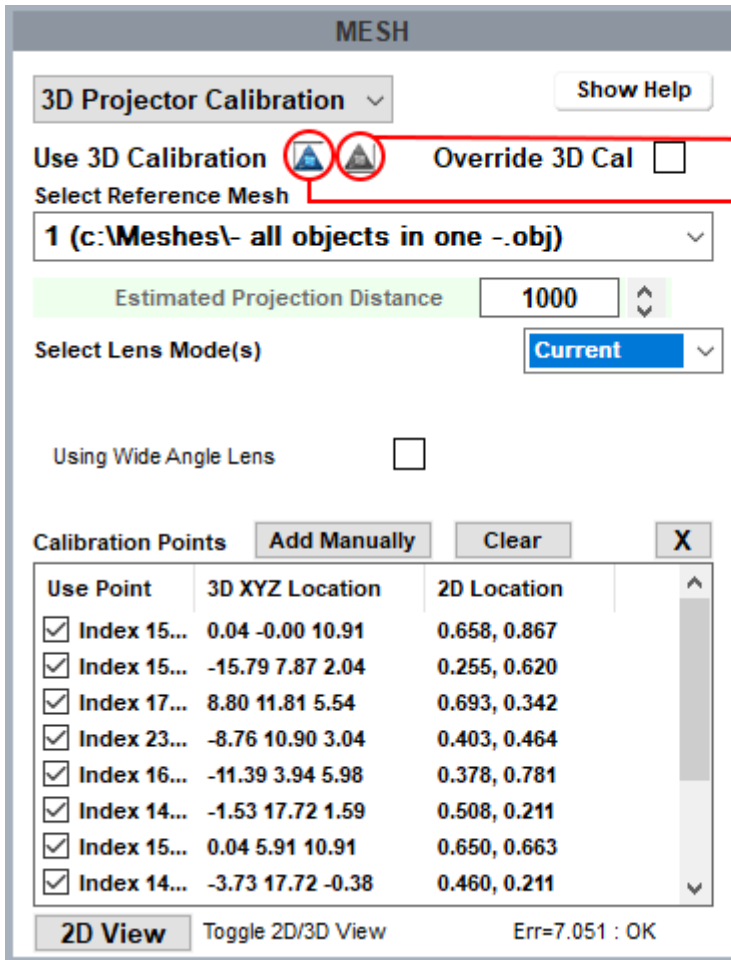 MESH
3D Projector Calibration
Show Help
Use 3D Calibration Override 3D Cal
Select Reference Mesh
1 (c:\Meshes\- all objects in one -.obj)
Estimated Projection Distance 1000
Select Lens Mode(s) Current
Using Wide Angle Lens
Calibration Points Add Manually Clear X
Use Point 3D XYZ Location 2D Location
Index 15... 0.04 -0.00 10.91 0.658, 0.867
Index 15... -15.79 7.87 2.04 0.255, 0.620
Index 17... 8.80 11.81 5.54 0.693, 0.342
Index 23... -8.76 10.90 3.04 0.403, 0.464
Index 16... -11.39 3.94 5.98 0.378, 0.781
Index 14... -1.53 17.72 1.59 0.508, 0.211
Index 15... 0.04 5.91 10.91 0.650, 0.663
Index 14... -3.73 17.72 -0.38 0.460, 0.211
2D View Toggle 2D/3D View Err=7.051 : OK